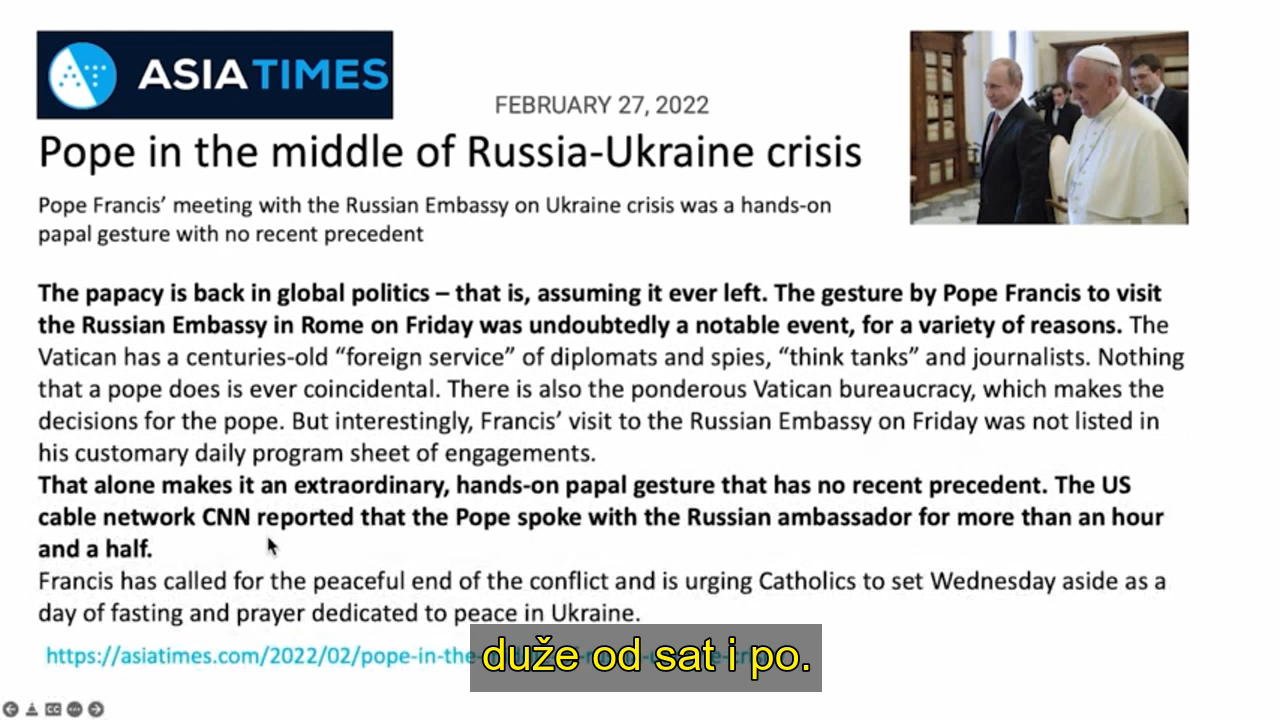 ASIA TIMES
FEBRUARY 27, 2022
Pope in the middle of Russia-Ukraine crisis
Pope Francis’ meeting with the Russian Embassy on Ukraine crisis was a hands-on
papal gesture with no recent precedent
The papacy is back in global politics – that is, assuming it ever left. The gesture by Pope Francis to visit
the Russian Embassy in Rome on Friday was undoubtedly a notable event, for a variety of reasons. The
Vatican has a centuries-old “foreign service” of diplomats and spies, “think tanks” and journalists. Nothing
that a pope does is ever coincidental. There is also the ponderous Vatican bureaucracy, which makes the
decisions for the pope. But interestingly, Francis’ visit to the Russian Embassy on Friday was not listed in
his customary daily program sheet of engagements.
That alone makes it an extraordinary, hands-on papal gesture that has no recent precedent. The US
cable network CNN reported that the Pope spoke with the Russian ambassador for more than an hour
and a half.
Francis has called for the peaceful end of the conflict and is urging Catholics to set Wednesday aside as a
day of fasting and prayer dedicated to peace in Ukraine.
https://asiatimes.com/2022/02/pope-in-the-
duže od sat i po.